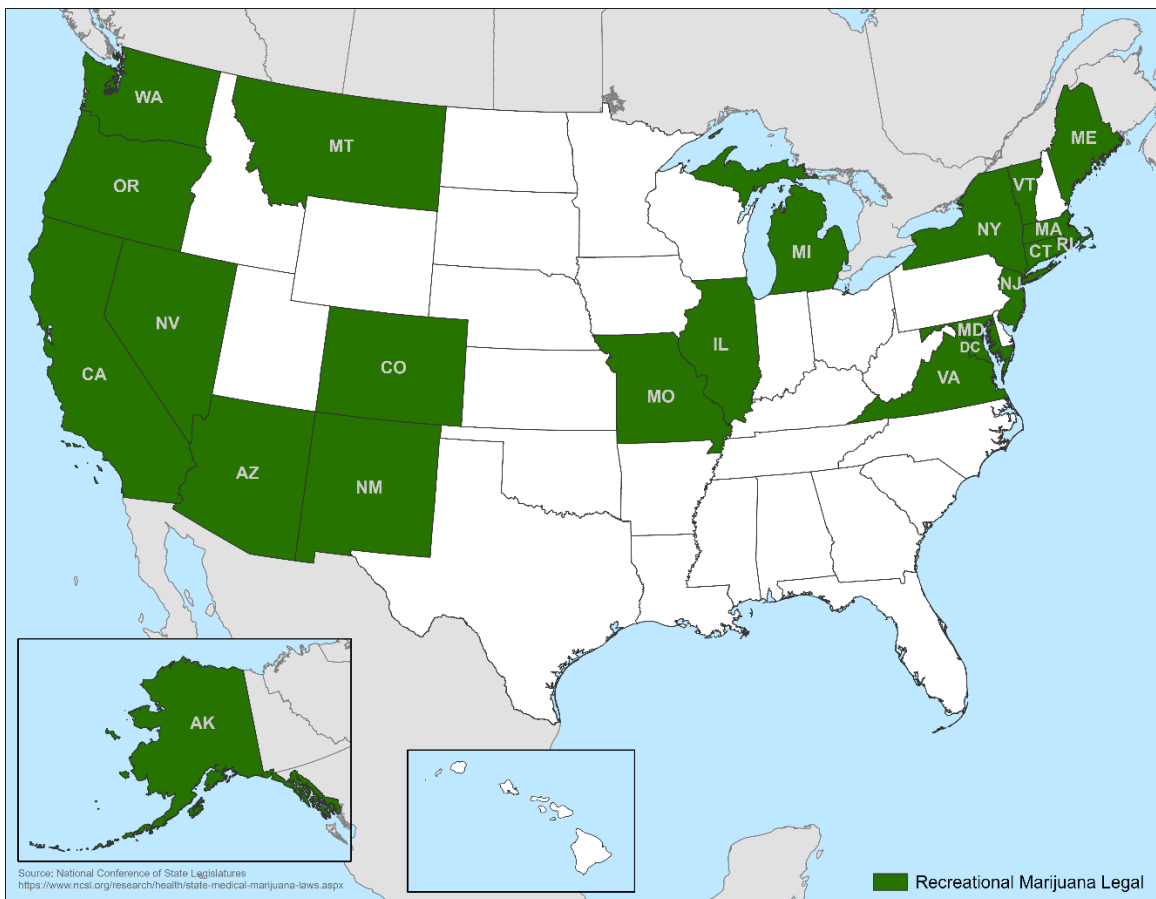 WA
MT
ME
OR
VT
NY
MA
RI
CT
MI
NJ
NV
MD
IL
DC
CO
CA
VA
MO
AZ
NM
AK
Source: National Conference of State Legislatures
https://www.ncsl.org/research/health/state-medical-marijuana-laws.aspx
Recreational Marijuana Legal